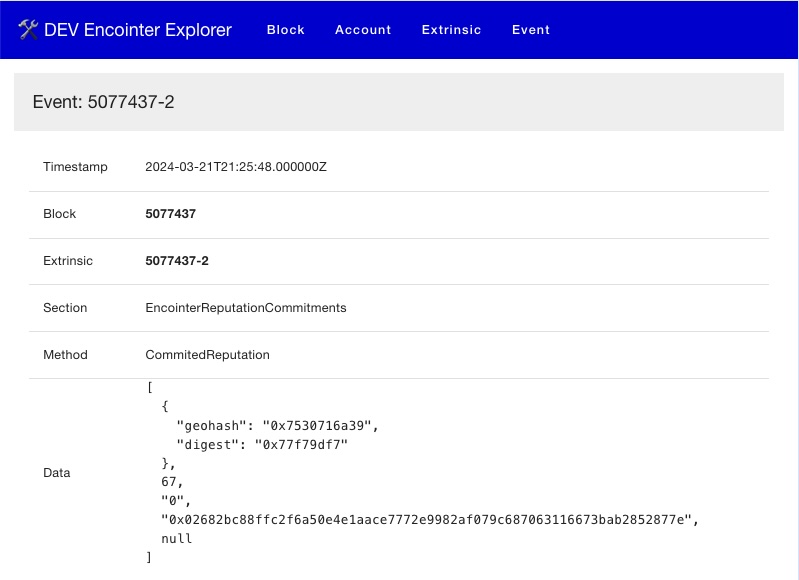 🛠️ DEV Encointer Explorer Block Account Extrinsic Event
Event: 5077437-2
Timestamp 2024-03-21T21:25:48.000000Z
Block 5077437
Extrinsic 5077437-2
Section EncointerReputationCommitments
Method CommitedReputation
Data
[
{
"geohash": "0x7530716a39",
"digest": "0x77f79df7"
},
67,
"0",
"0x02682bc88ffc2f6a50e4e1aace7772e9982af079c687063116673bab2852877e",
null
]